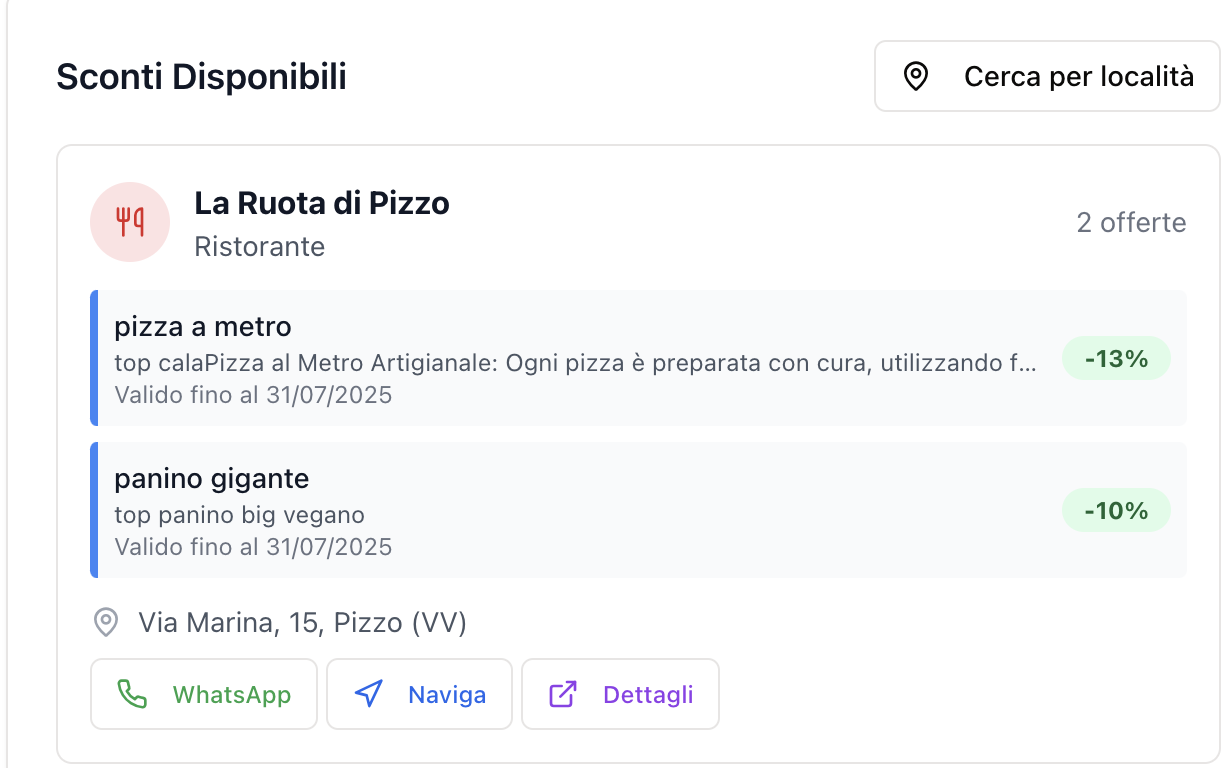 Sconti Disponibili
Cerca per località
La Ruota di Pizzo
Ristorante
2 offerte
pizza a metro
top calaPizza al Metro Artigianale: Ogni pizza è preparata con cura, utilizzando f...
Valido fino al 31/07/2025
-13%
panino gigante
top panino big vegano
Valido fino al 31/07/2025
-10%
Via Marina, 15, Pizzo (VV)
WhatsApp
Naviga
Dettagli